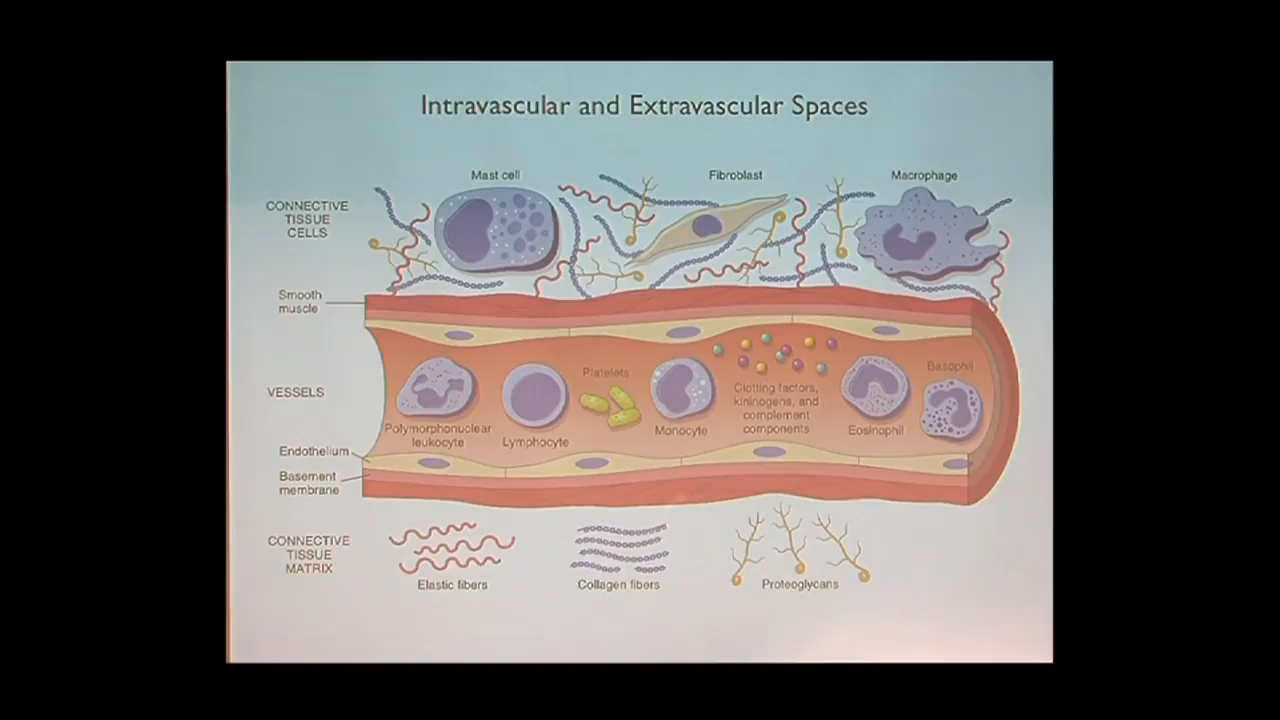 Intravascular and Extravascular Spaces
Mast cell
Fibroblast
Macrophage
CONNECTIVE
TISSUE
CELLS
Smooth
muscle
Platelets
Basophil
VESSELS
Clotting factors,
kininogens, and
complement
components
Polymorphonuclear
leukocyte
Lymphocyte
Monocyte
Eosinophil
Endothelium
Basement
membrane
CONNECTIVE
TISSUE
MATRIX
Elastic fibers
Collagen fibers
Proteoglycans